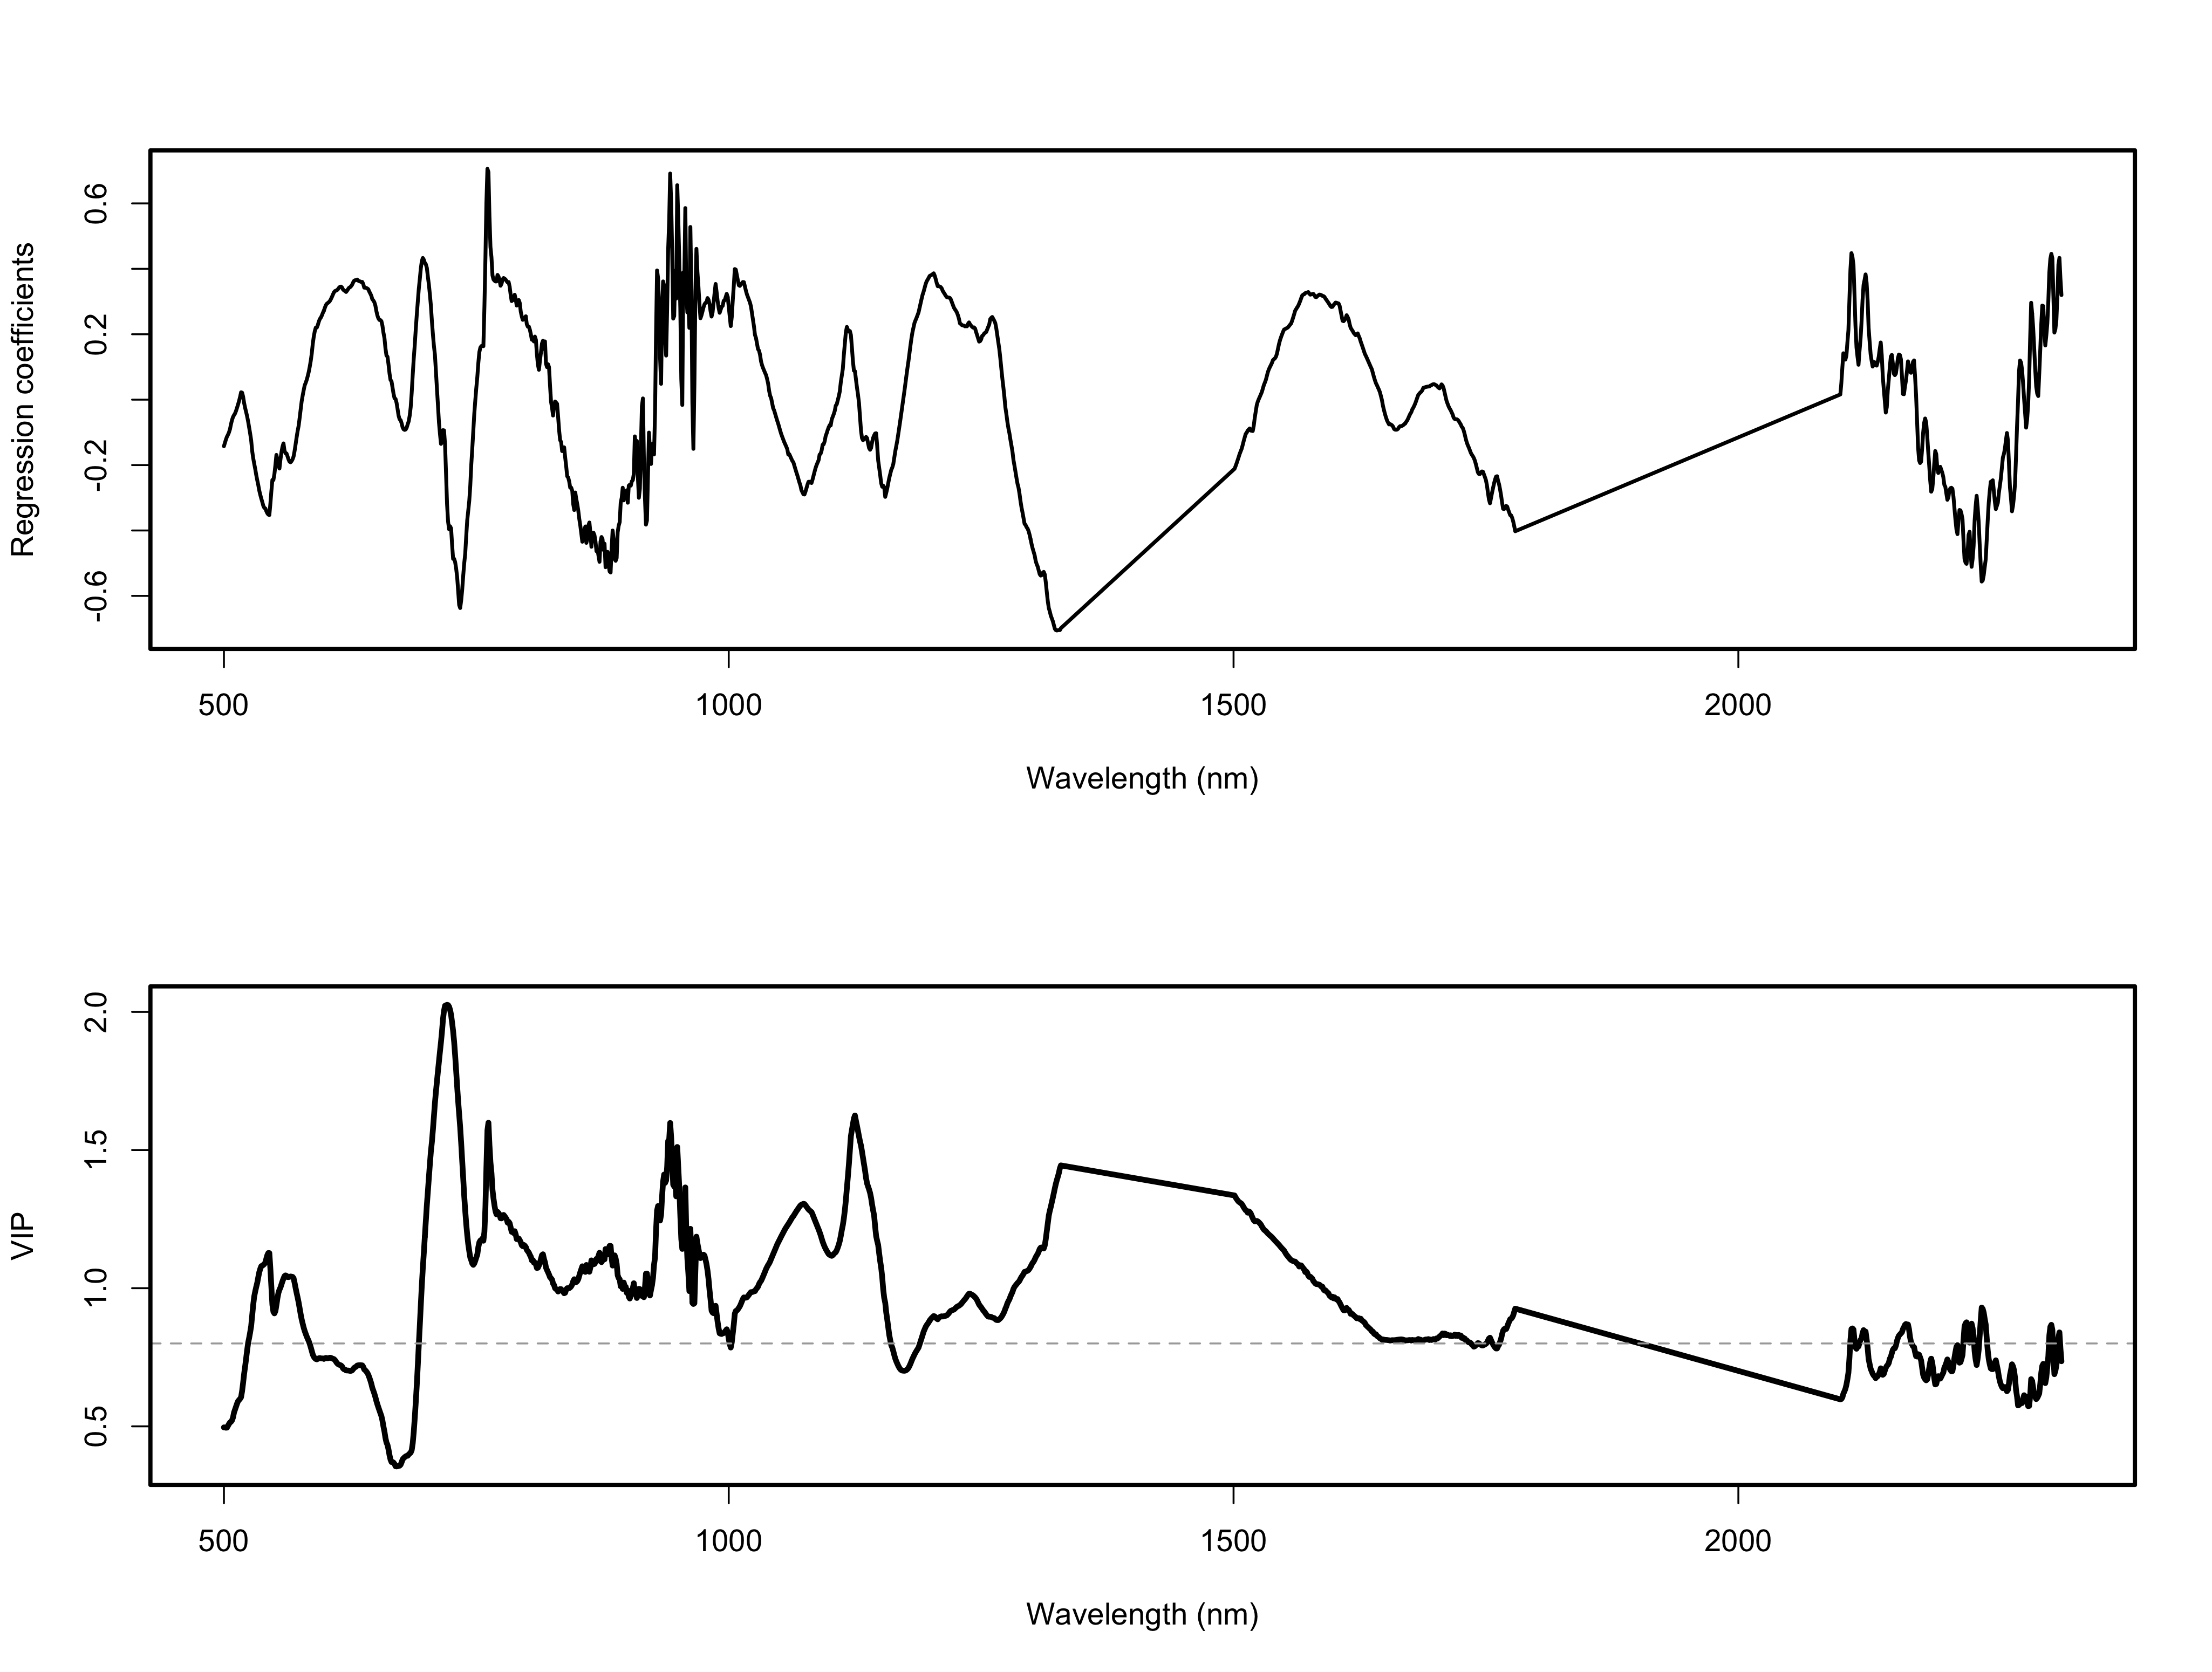 Regression coefficients
0.6
0.2
-0.2
-0.6
500 1000 1500 2000
Wavelength (nm)
VIP
2.0
1.5
1.0
0.5
500 1000 1500 2000
Wavelength (nm)